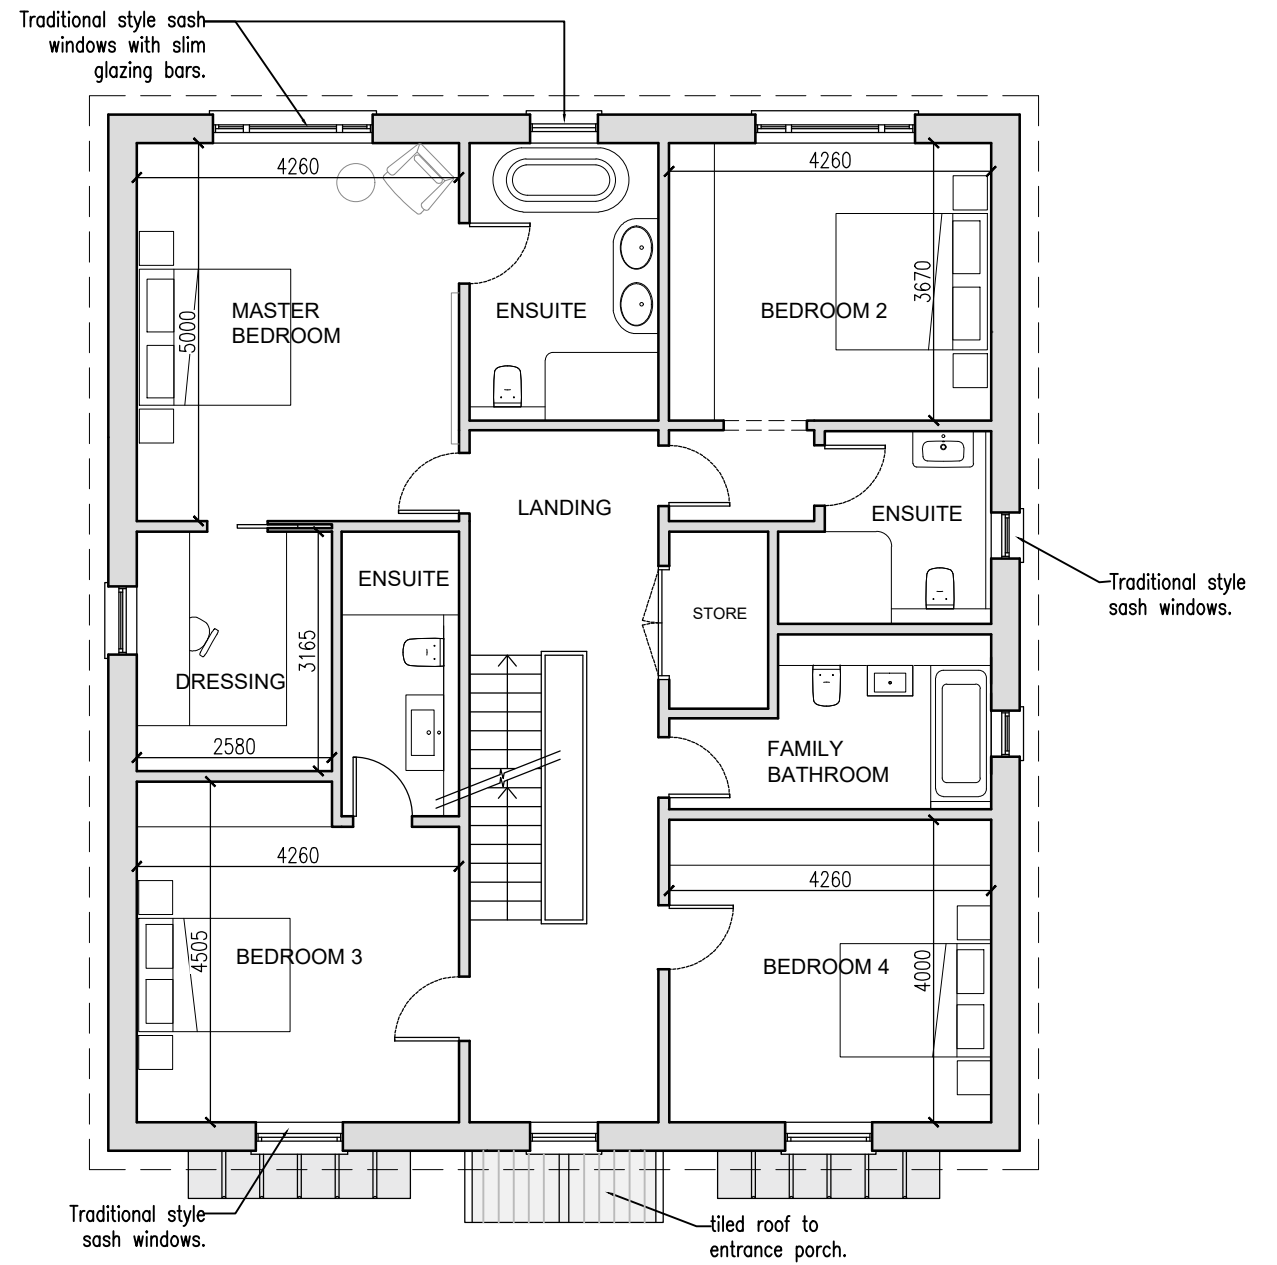 Traditional style sash
windows with slim
glazing bars.
4260
4260
5000
3670
MASTER
BEDROOM
ENSUITE
BEDROOM 2
LANDING
ENSUITE
ENSUITE
STORE
Traditional style
sash windows.
3165
DRESSING
2580
FAMILY
BATHROOM
4260
4260
4505
BEDROOM 3
BEDROOM 4
4000
Traditional style
sash windows.
tiled roof to
entrance porch.